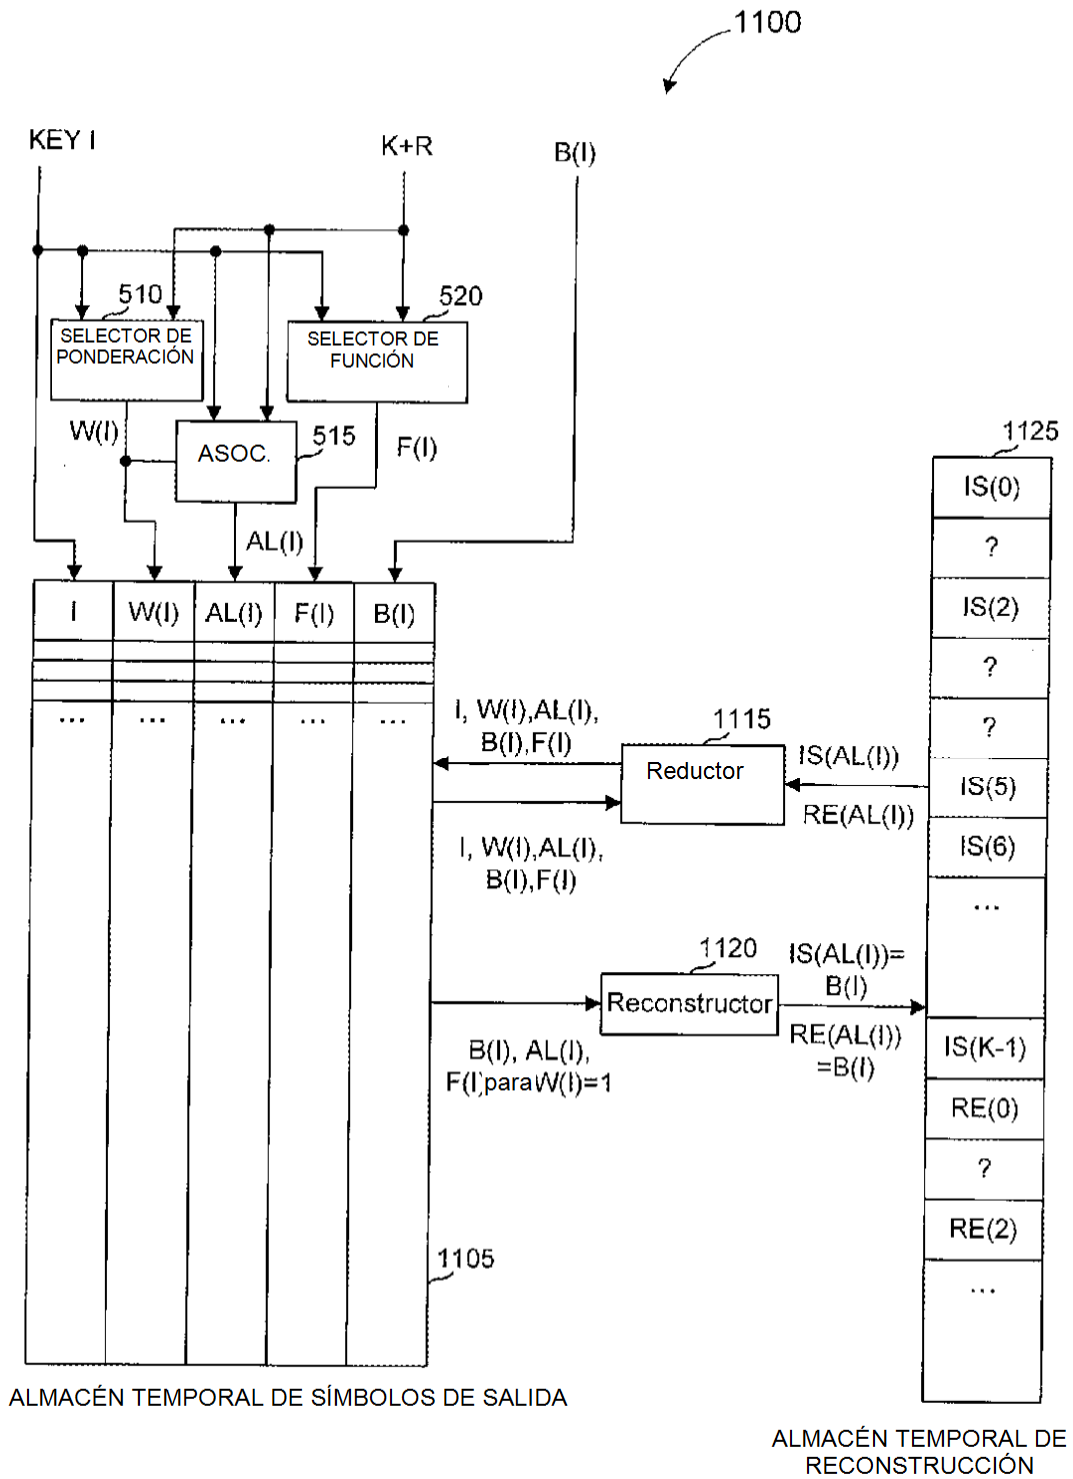 1100
KEY I
K+R
B(I)
510
520
SELECTOR DE
PONDERACIÓN
SELECTOR DE
FUNCIÓN
W(I)
ASOC.
515
F(I)
AL(I)
I
W(I)
AL(I)
F(I)
B(I)
...
...
...
...
...
I, W(I),AL(I),
B(I),F(I)
1115
Reductor
IS(AL(I))
RE(AL(I))
I, W(I),AL(I),
B(I),F(I)
1120
Reconstructor
IS(AL(I))=
B(I)
RE(AL(I))
=B(I)
B(I), AL(I),
F(I)para W(I)=1
1105
1125
IS(0)
?
IS(2)
?
?
IS(5)
IS(6)
...
IS(K-1)
RE(0)
?
RE(2)
...
ALMACÉN TEMPORAL DE SÍMBOLOS DE SALIDA
ALMACÉN TEMPORAL DE
RECONSTRUCCIÓN